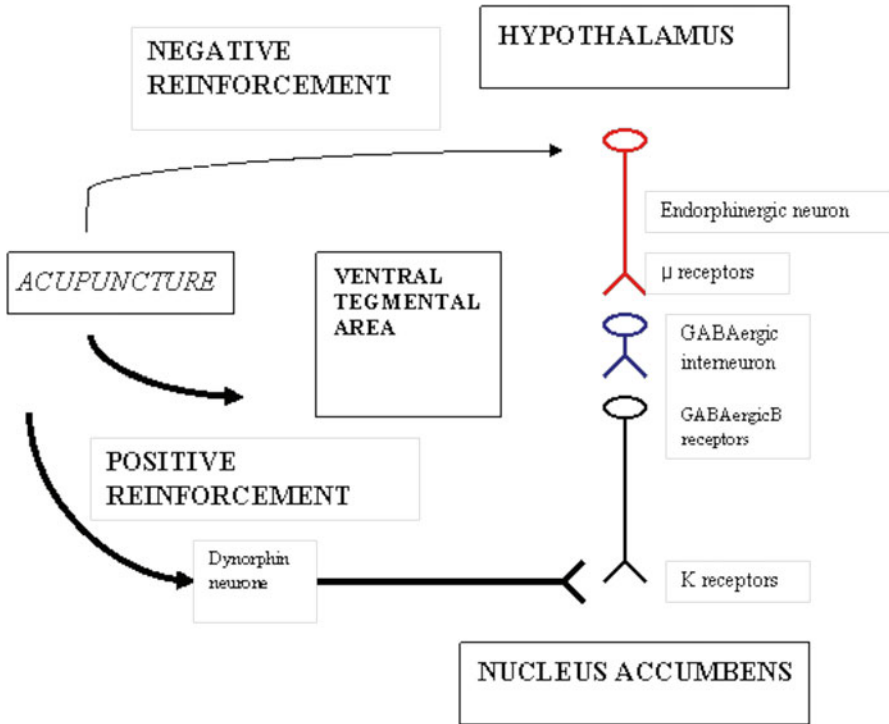 NEGATIVE
REINFORCEMENT
HYPOTHALAMUS
Endorphinergic neuron
μ receptors
ACUPUNCTURE
VENTRAL
TEGMENTAL
AREA
GABAergic
interneuron
GABAergicB
receptors
POSITIVE
REINFORCEMENT
Dynorphin
neurone
K receptors
NUCLEUS ACCUMBENS